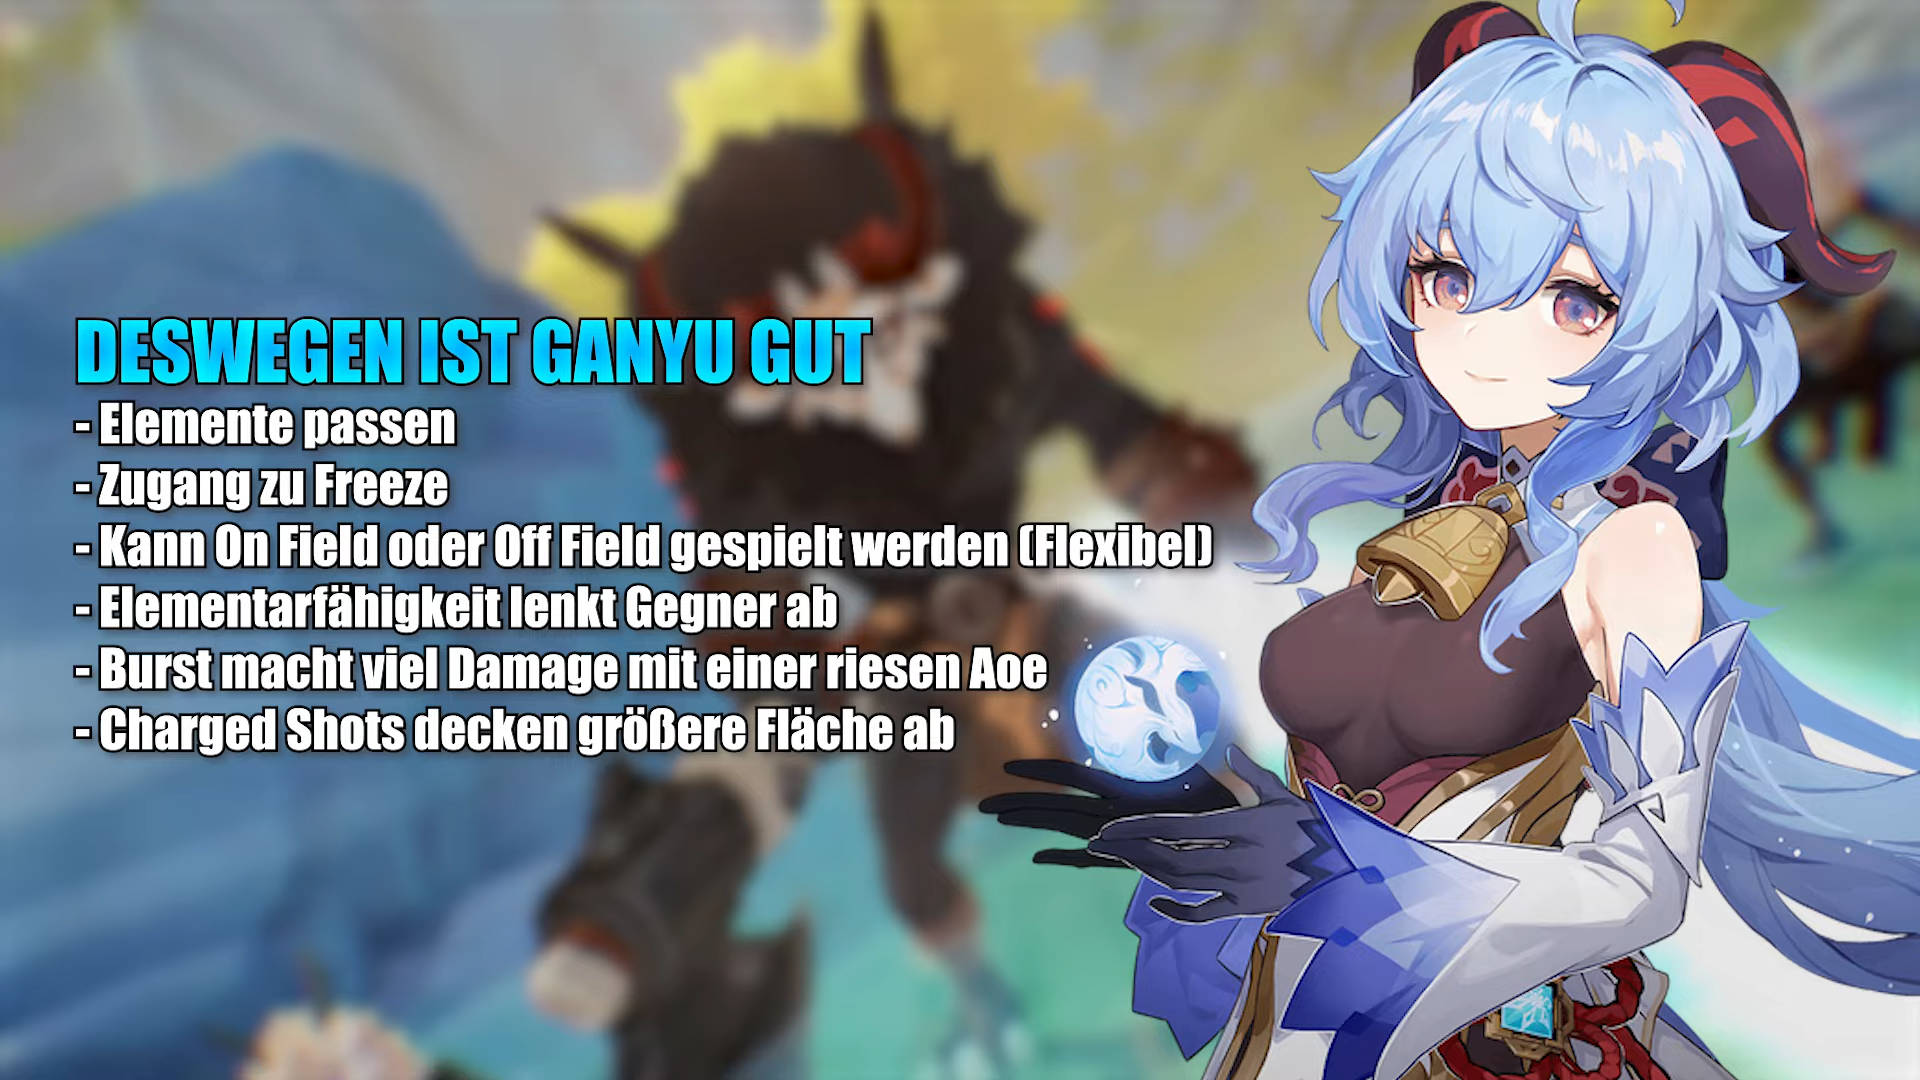 DESWEGEN IST GANYU GUT
- Elemente passen
- Zugang zu Freeze
- Kann On Field oder Off Field gespielt werden (Flexibel)
- Elementarfähigkeit lenkt Gegner ab
- Burst macht viel Damage mit einer riesen Aoe
- Charged Shots decken größere Fläche ab